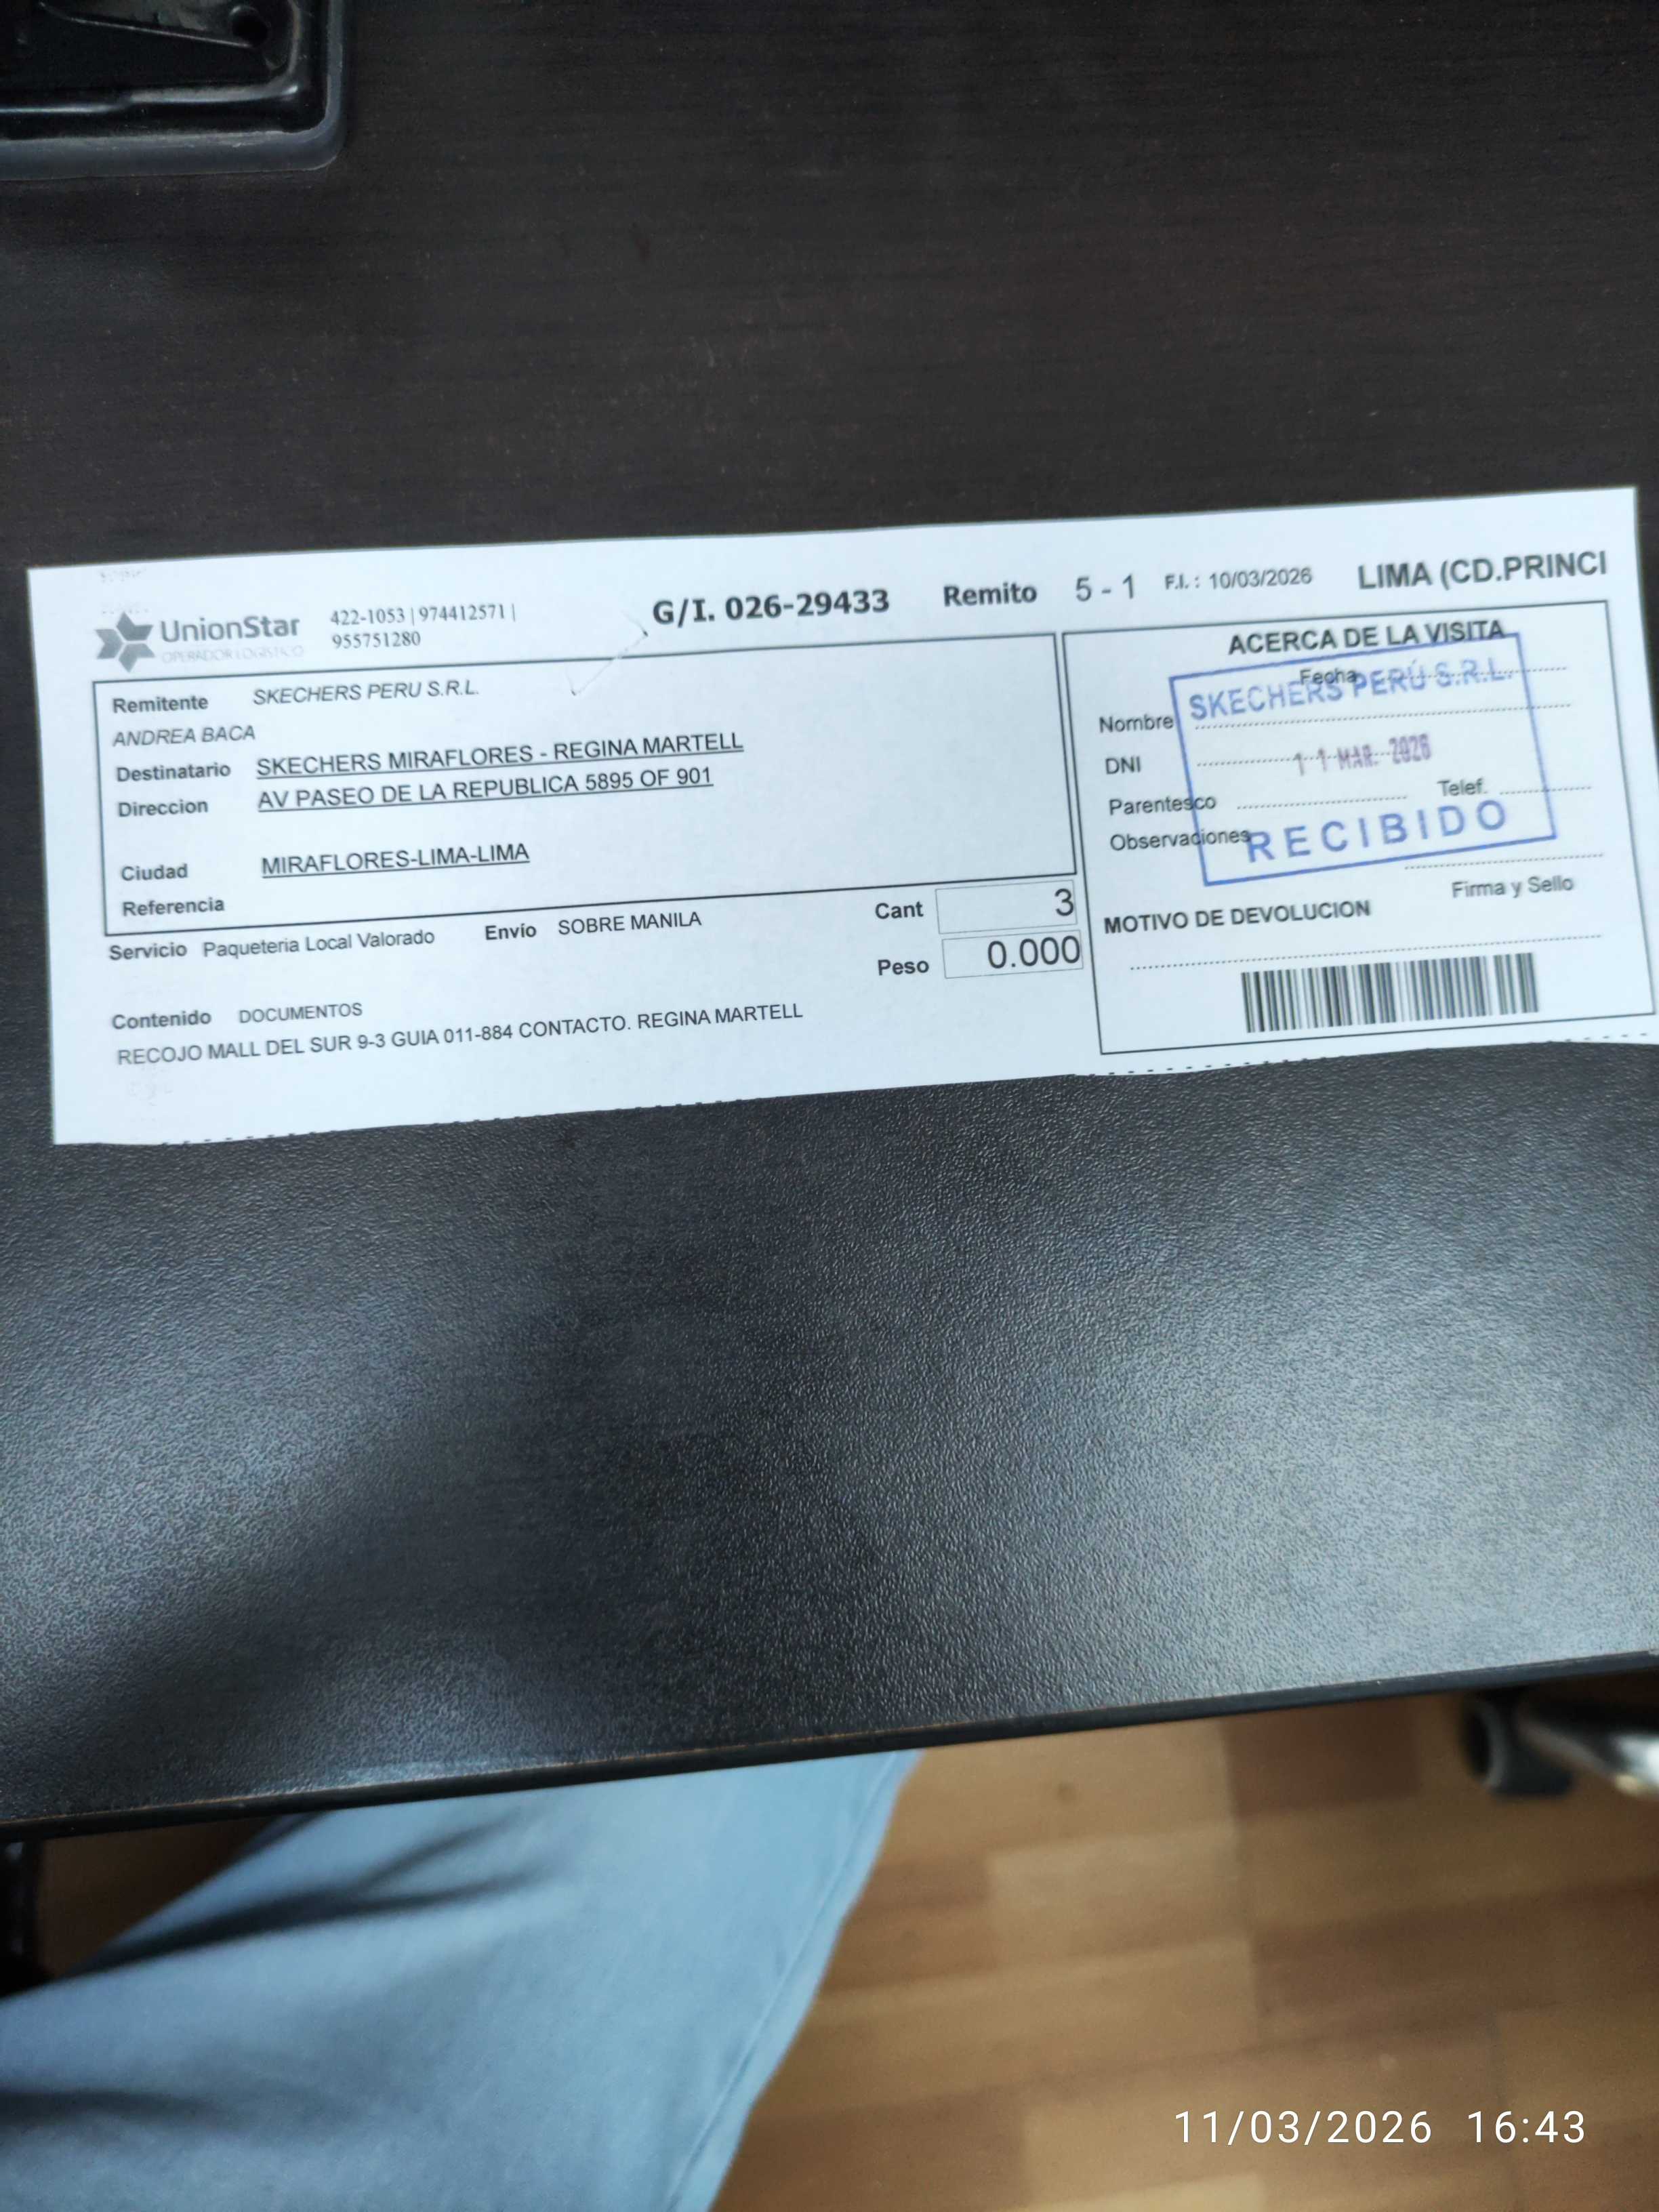 UnionStar
OPERADOR LOGISTICO
422-1053 | 974412571 |
955751280
G/I. 026-29433
Remito 5 - 1
F.I. : 10/03/2026
LIMA (CD.PRINCI
Remitente SKECHERS PERU S.R.L.
ANDREA BACA
Destinatario SKECHERS MIRAFLORES - REGINA MARTELL
Direccion AV PASEO DE LA REPUBLICA 5895 OF 901
Ciudad MIRAFLORES-LIMA-LIMA
Referencia
Servicio Paqueteria Local Valorado
Envío SOBRE MANILA
Cant 3
Peso 0.000
Contenido DOCUMENTOS
RECOJO MALL DEL SUR 9-3 GUIA 011-884 CONTACTO. REGINA MARTELL
ACERCA DE LA VISITA
Fecha
Nombre
DNI
Parentesco
Telef.
Observaciones
Firma y Sello
MOTIVO DE DEVOLUCION
SKECHERS PERÚ S.R.L.
11 MAR. 2026
RECIBIDO
11/03/2026 16:43